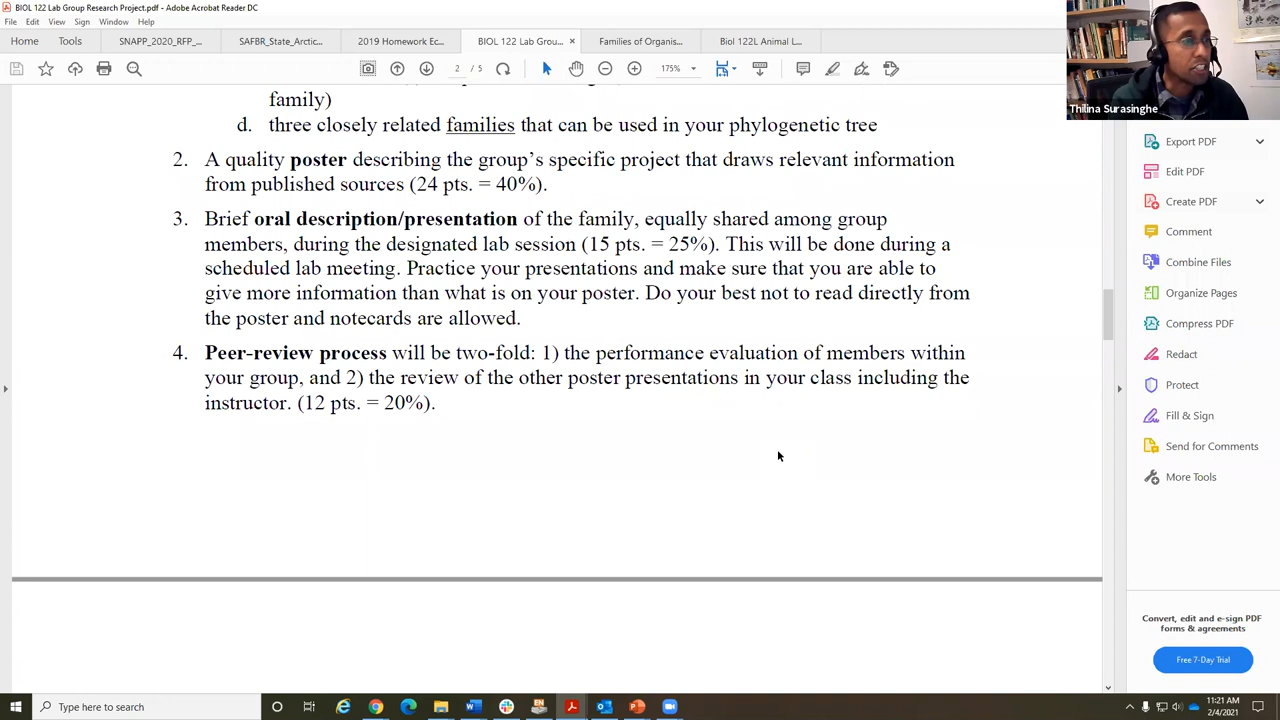 BIOL 122 Lab Group Research Project.pdf - Adobe Acrobat Reader DC
File Edit View Sign Window Help
Home Tools SNAPP_2020_RFP_... SAFBR_State_Arctic... 2019 Homework Fc... BIOL 122 Lab Grou... × Families of Organis... Biol 122L Animal L...
2 / 5 175%
Thilina Surasinghe
family)
d. three closely related families that can be used in your phylogenetic tree
2. A quality poster describing the group's specific project that draws relevant information
from published sources (24 pts. = 40%).
3. Brief oral description/presentation of the family, equally shared among group
members, during the designated lab session (15 pts. = 25%). This will be done during a
scheduled lab meeting. Practice your presentations and make sure that you are able to
give more information than what is on your poster. Do your best not to read directly from
the poster and notecards are allowed.
4. Peer-review process will be two-fold: 1) the performance evaluation of members within
your group, and 2) the review of the other poster presentations in your class including the
instructor. (12 pts. = 20%).
Export PDF
Edit PDF
Create PDF
Comment
Combine Files
Organize Pages
Compress PDF
Redact
Protect
Fill & Sign
Send for Comments
More Tools
Convert, edit and e-sign PDF
forms & agreements
Free 7-Day Trial
Type here to search
11:21 AM
2/4/2021